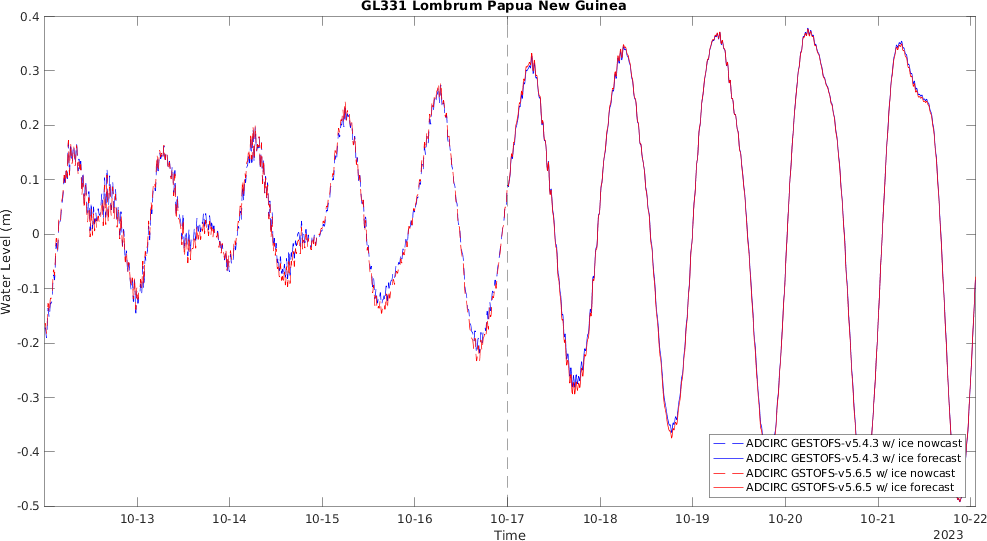 GL331 Lombrum Papua New Guinea
0.4
0.3
0.2
0.1
0
-0.1
-0.2
-0.3
-0.4
-0.5
Water Level (m)
10-13 10-14 10-15 10-16 10-17 10-18 10-19 10-20 10-21 10-22
Time
2023
ADCIRC GESTOFS-v5.4.3 w/ ice nowcast
ADCIRC GESTOFS-v5.4.3 w/ ice forecast
ADCIRC GSTOFS-v5.6.5 w/ ice nowcast
ADCIRC GSTOFS-v5.6.5 w/ ice forecast